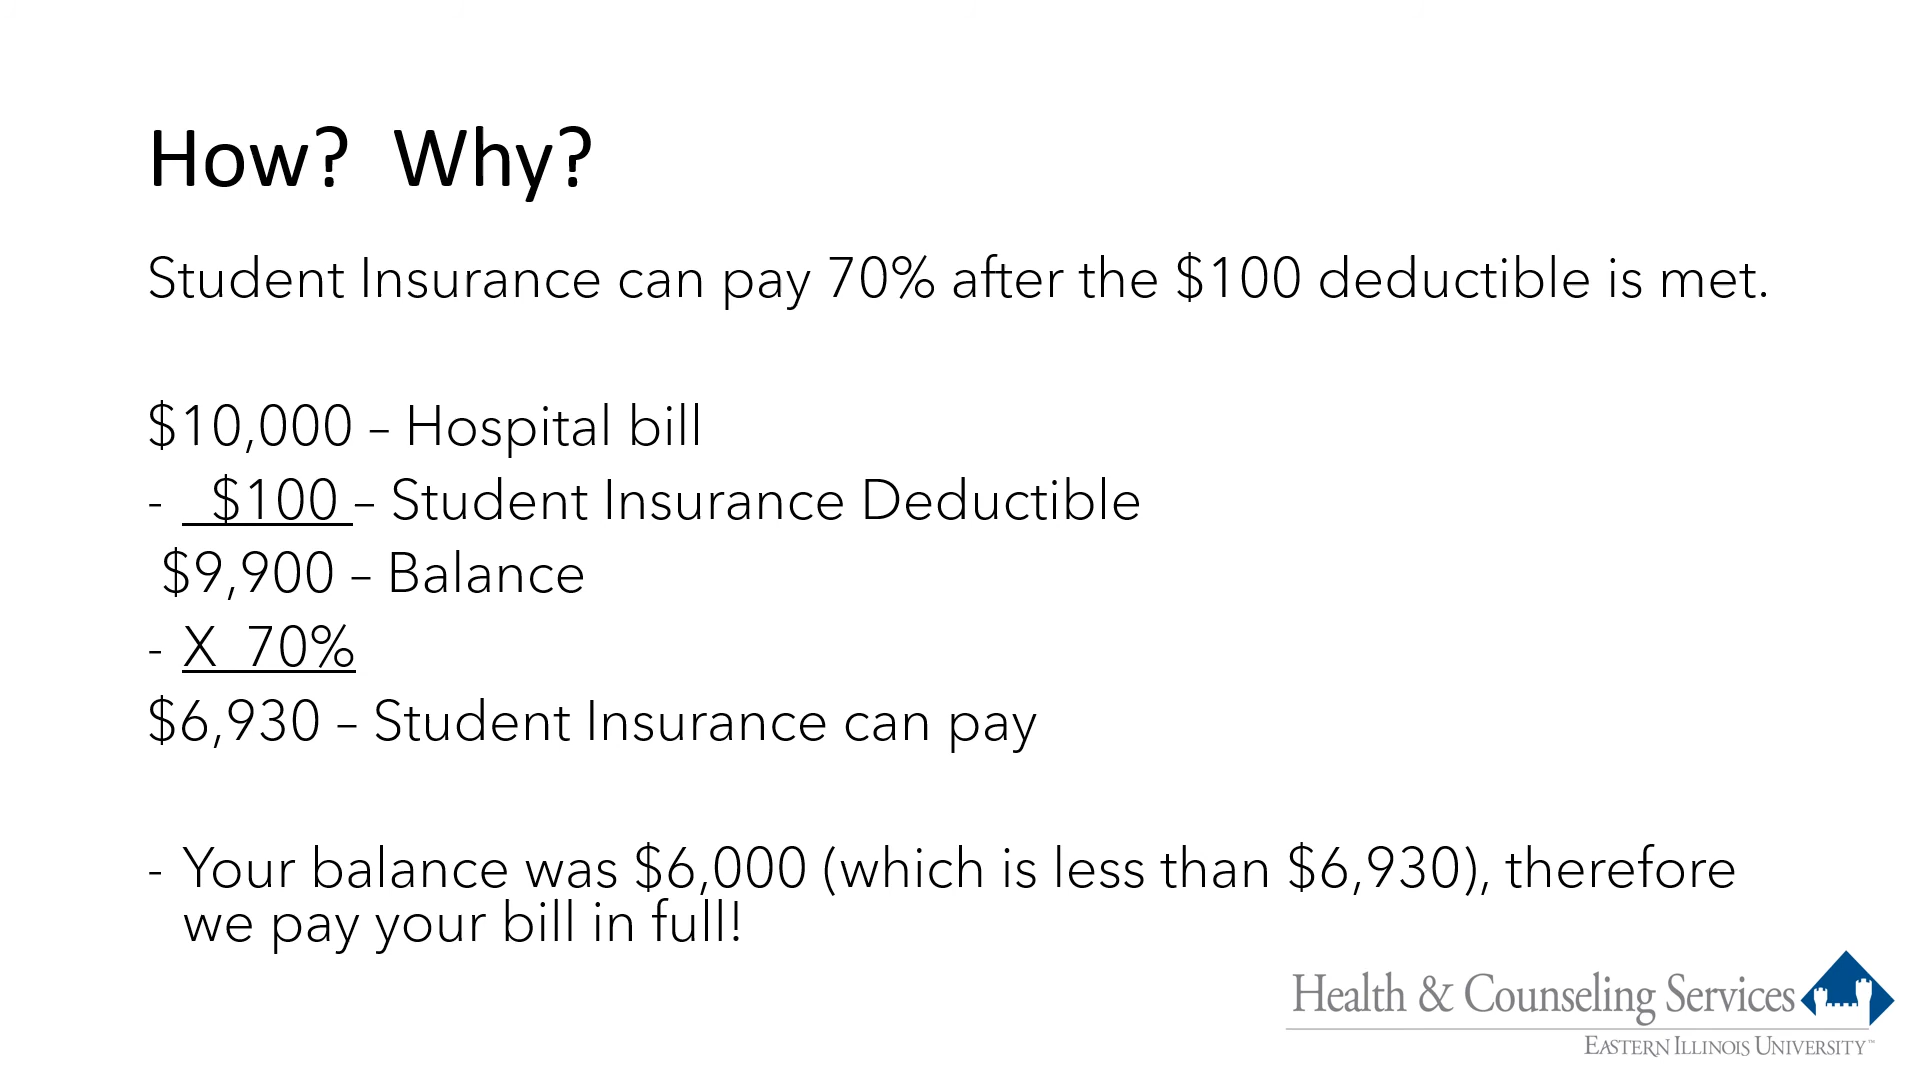 How?  Why?
Student Insurance can pay 70% after the $100 deductible is met.
$10,000 – Hospital bill
-   $100 – Student Insurance Deductible
$9,900 – Balance
- X  70%
$6,930 – Student Insurance can pay
- Your balance was $6,000 (which is less than $6,930), therefore
we pay your bill in full!
Health & Counseling Services
EASTERN ILLINOIS UNIVERSITY™